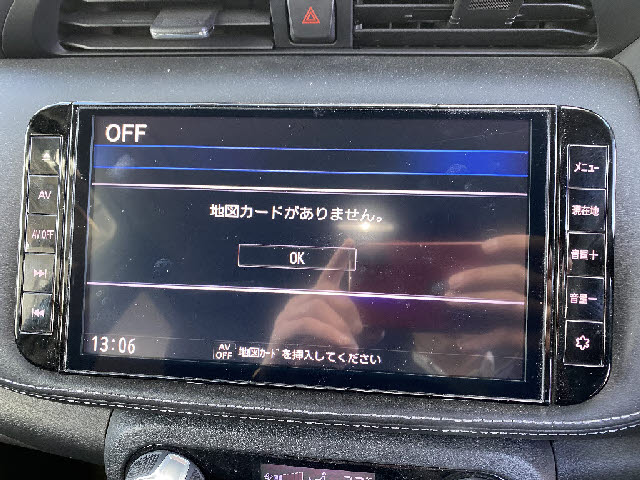 OFF
地図カードがありません。
OK
13:06
AV OFF
地図カードを挿入してください
AV
AV OFF
メニュー
現在地
音量＋
音量－